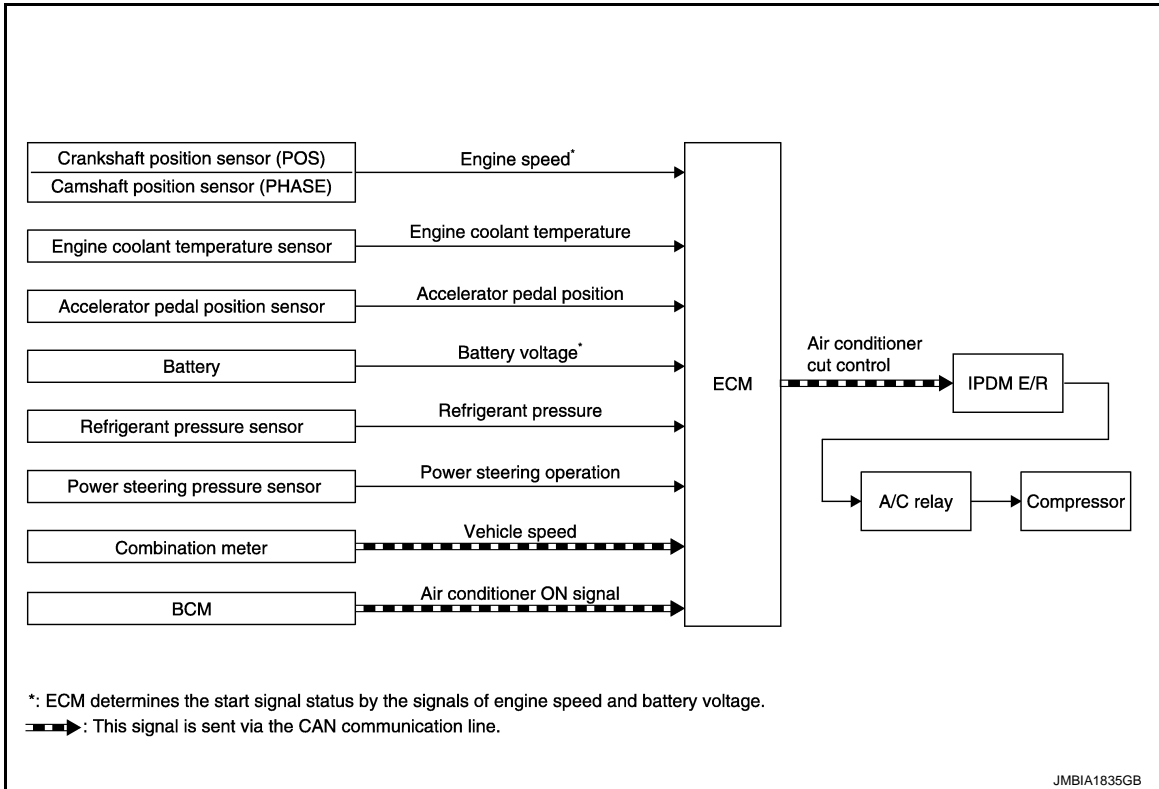 Crankshaft position sensor (POS)
Camshaft position sensor (PHASE)
Engine speed*
Engine coolant temperature sensor
Engine coolant temperature
Accelerator pedal position sensor
Accelerator pedal position
Battery
Battery voltage*
Refrigerant pressure sensor
Refrigerant pressure
Power steering pressure sensor
Power steering operation
Combination meter
Vehicle speed
BCM
Air conditioner ON signal
ECM
Air conditioner
cut control
IPDM E/R
A/C relay
Compressor
*: ECM determines the start signal status by the signals of engine speed and battery voltage.
: This signal is sent via the CAN communication line.
JMBIA1835GB